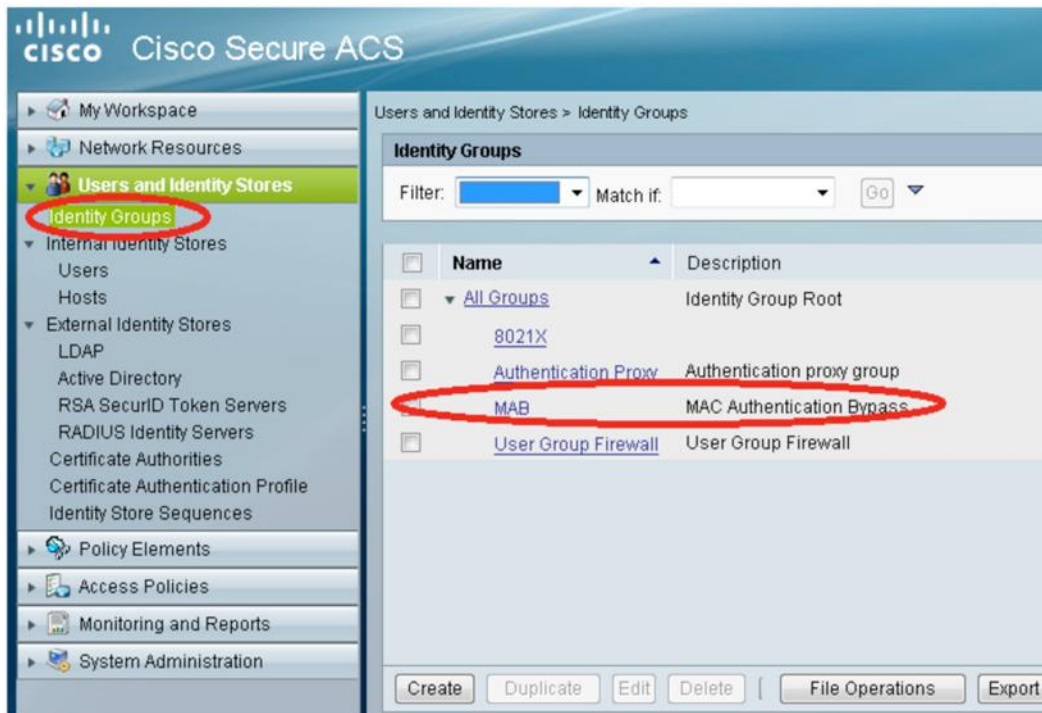 CISCO Cisco Secure ACS
My Workspace
Network Resources
Users and Identity Stores
Identity Groups
Internal Identity Stores
Users
Hosts
External Identity Stores
LDAP
Active Directory
RSA SecurID Token Servers
RADIUS Identity Servers
Certificate Authorities
Certificate Authentication Profile
Identity Store Sequences
Policy Elements
Access Policies
Monitoring and Reports
System Administration
Users and Identity Stores > Identity Groups
Identity Groups
Filter: Match if: Go
Name Description
All Groups Identity Group Root
8021X
Authentication Proxy Authentication proxy group
MAB MAC Authentication Bypass
User Group Firewall User Group Firewall
Create Duplicate Edit Delete | File Operations Export